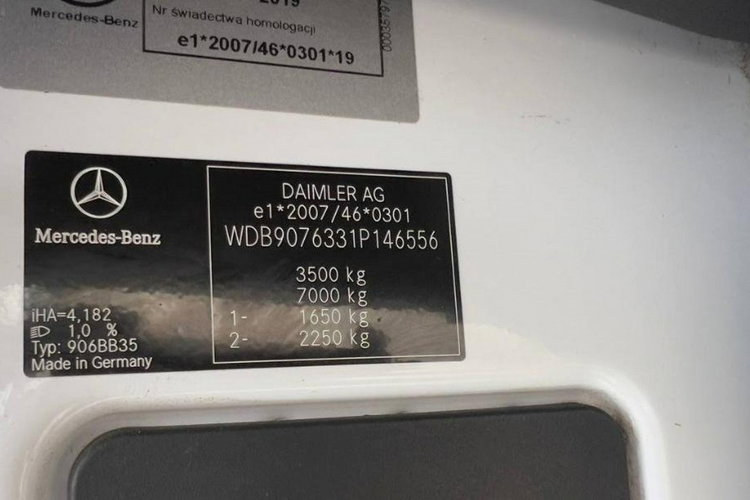 2019
Mercedes-Benz
Nr świadectwa homologacji
e1*2007/46*0301*19
Mercedes-Benz
DAIMLER AG
e1*2007/46*0301
WDB9076331P146556
3500 kg
7000 kg
1- 1650 kg
2- 2250 kg
iHA=4,182
1,0 %
Typ: 906BB35
Made in Germany